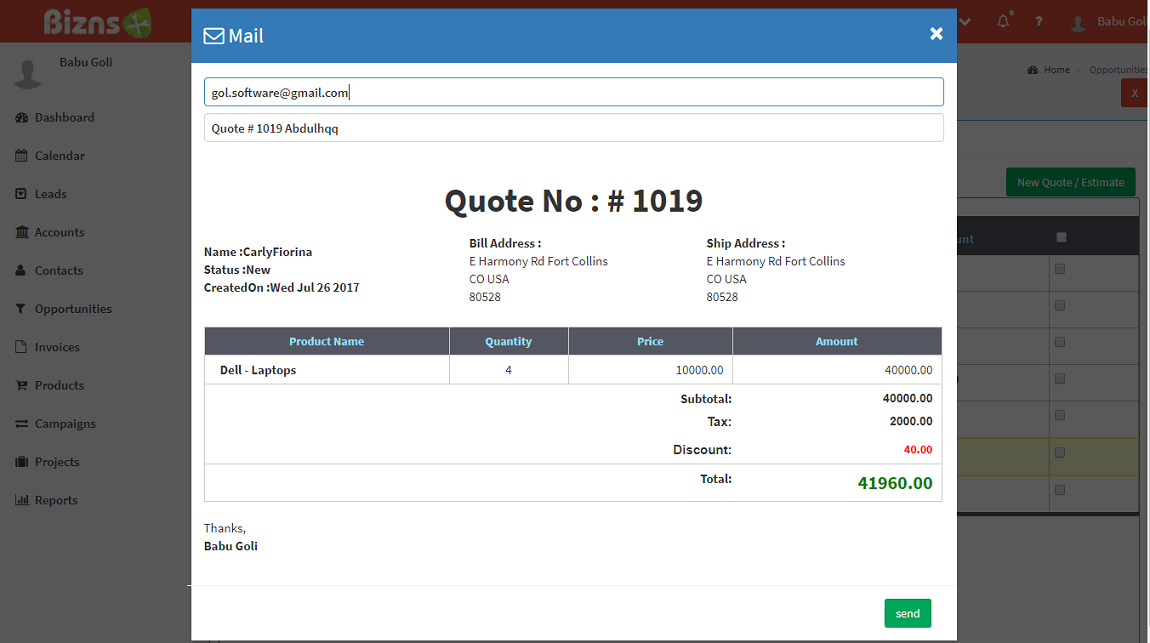 Bizns
0
?
Babu Goli
Babu Goli
Dashboard
Calendar
Leads
Accounts
Contacts
Opportunities
Invoices
Products
Campaigns
Projects
Reports
Home
Opportunities
X
New Quote / Estimate
Mail
×
gol.software@gmail.com
Quote # 1019 Abdulhqq
Quote No : # 1019
Name :CarlyFiorina
Status :New
CreatedOn :Wed Jul 26 2017
Bill Address :
E Harmony Rd Fort Collins
CO USA
80528
Ship Address :
E Harmony Rd Fort Collins
CO USA
80528
Product Name Quantity Price Amount
Dell - Laptops 4 10000.00 40000.00
Subtotal: 40000.00
Tax: 2000.00
Discount: 40.00
Total: 41960.00
Thanks,
Babu Goli
send